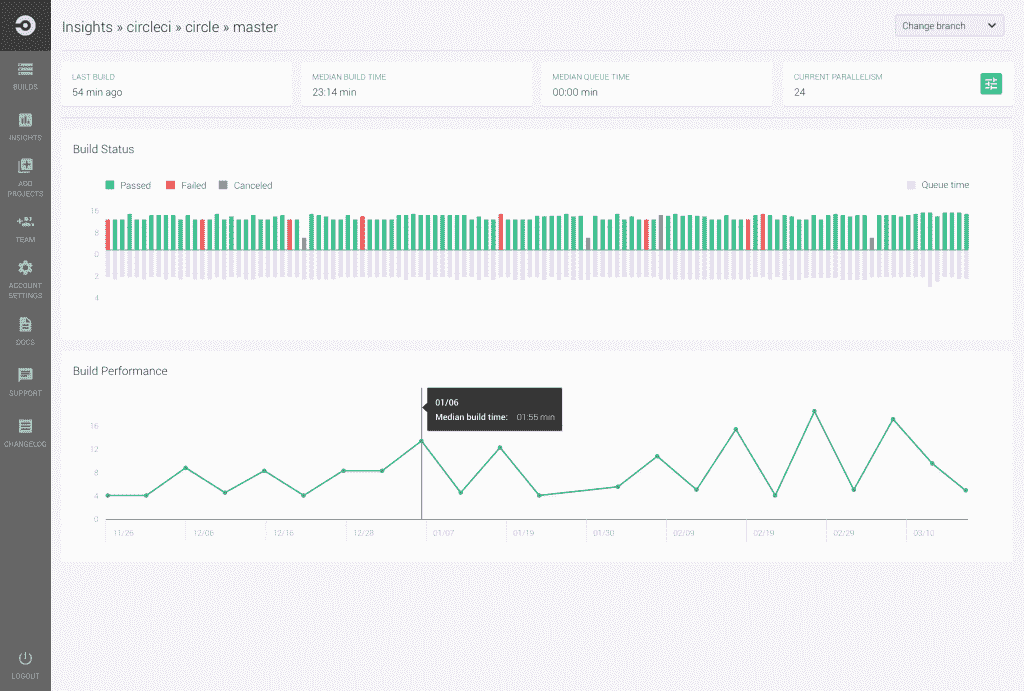 Insights » circleci » circle » master
Change branch
BUILDS
INSIGHTS
ADD
PROJECTS
TEAM
ACCOUNT
SETTINGS
DOCS
SUPPORT
CHANGELOG
LOGOUT
LAST BUILD
54 min ago
MEDIAN BUILD TIME
23:14 min
MEDIAN QUEUE TIME
00:00 min
CURRENT PARALLELISM
24
Build Status
Passed Failed Canceled Queue time
16
8
0
2
4
Build Performance
01/06
Median build time: 01:55 min
16
12
8
4
0
11/26 12/06 12/16 12/28 01/07 01/19 01/30 02/09 02/19 02/29 03/10